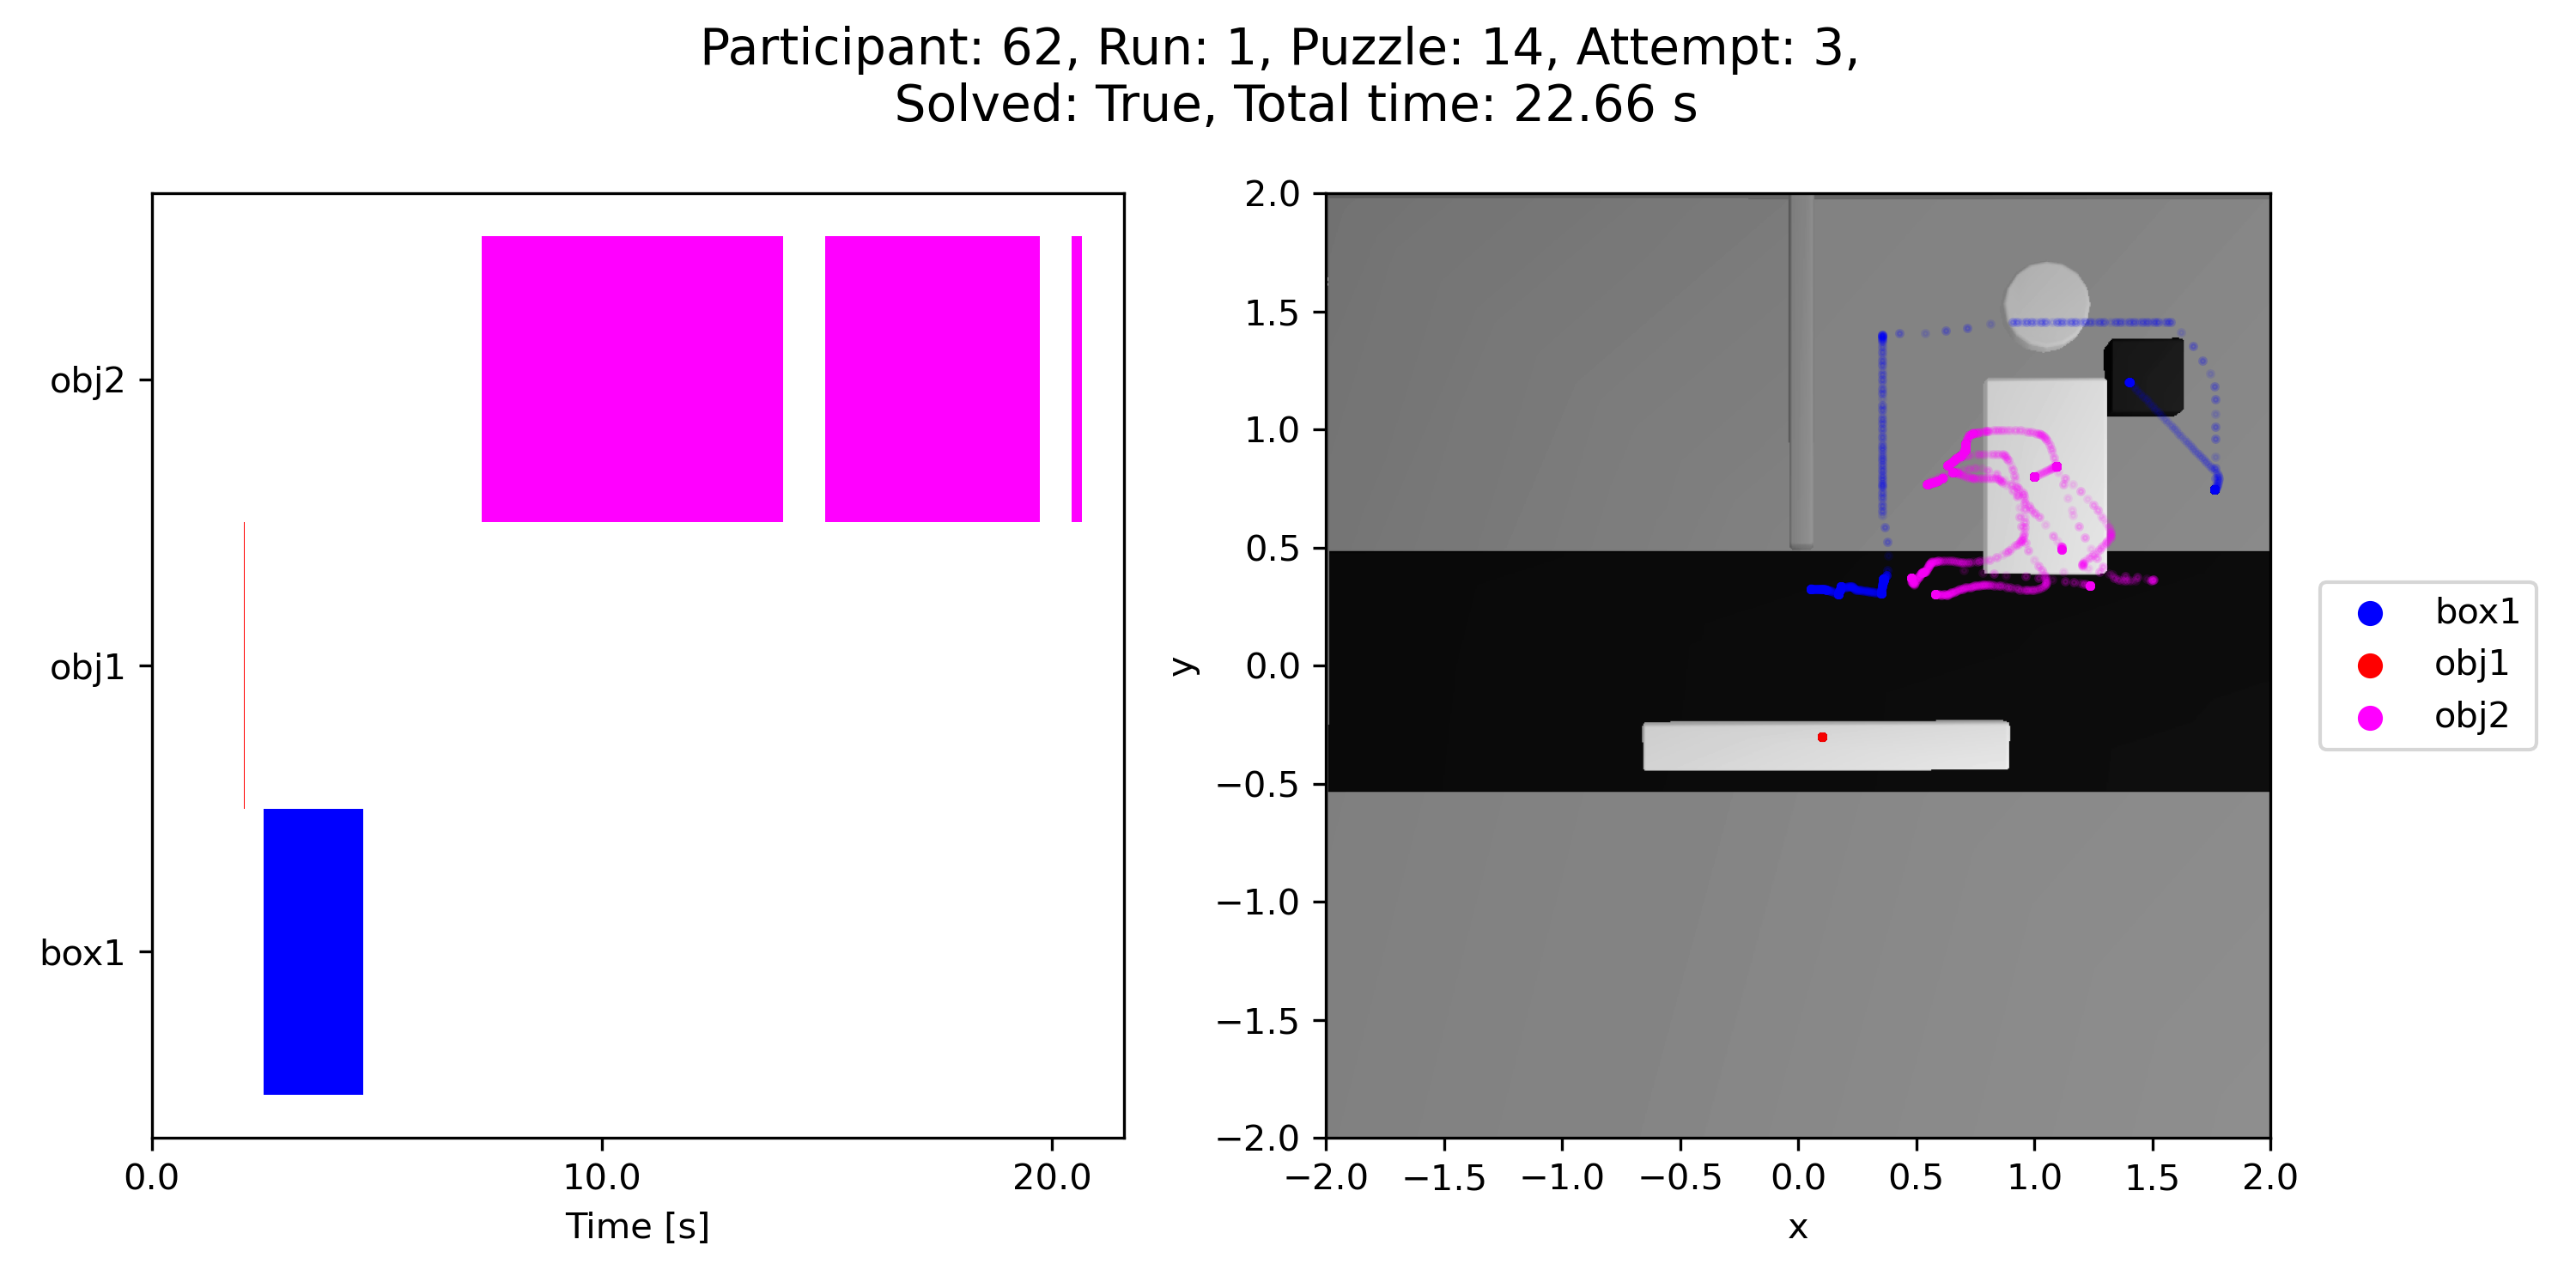 Participant: 62, Run: 1, Puzzle: 14, Attempt: 3,
Solved: True, Total time: 22.66 s
obj2
obj1
box1
0.0 10.0 20.0
Time [s]
2.0
1.5
1.0
0.5
0.0
−0.5
−1.0
−1.5
−2.0
y
−2.0 −1.5 −1.0 −0.5 0.0 0.5 1.0 1.5 2.0
x
box1
obj1
obj2